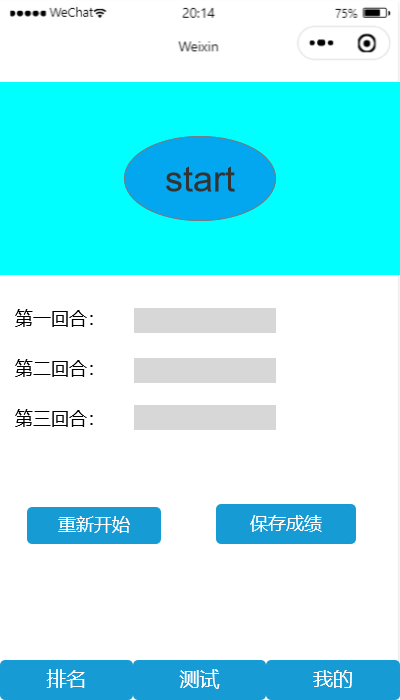 WeChat 20:14 75%
Weixin
start
第一回合：
第二回合：
第三回合：
重新开始 保存成绩
排名 测试 我的